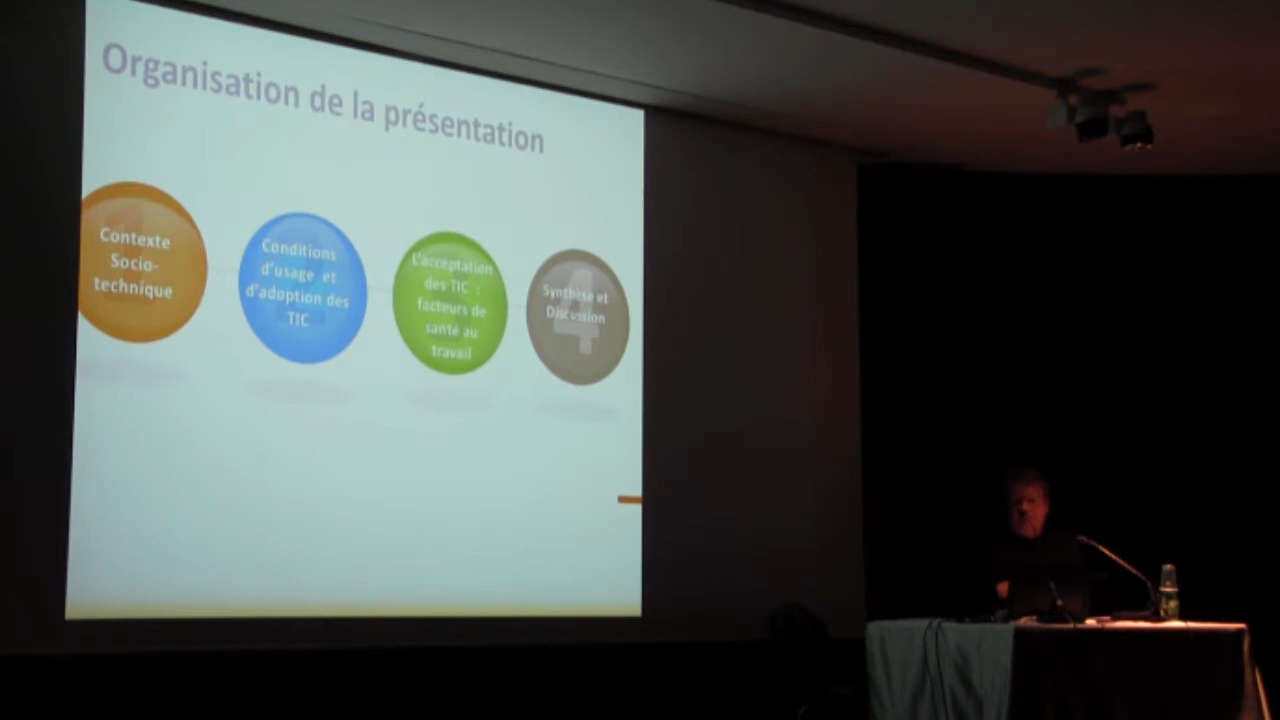 Organisation de la présentation
Contexte
Socio-
technique
Conditions
d'usage et
d'adoption des
TIC
L'acceptation
des TIC :
facteurs de
santé au
travail
4
Synthèse et
Discussion